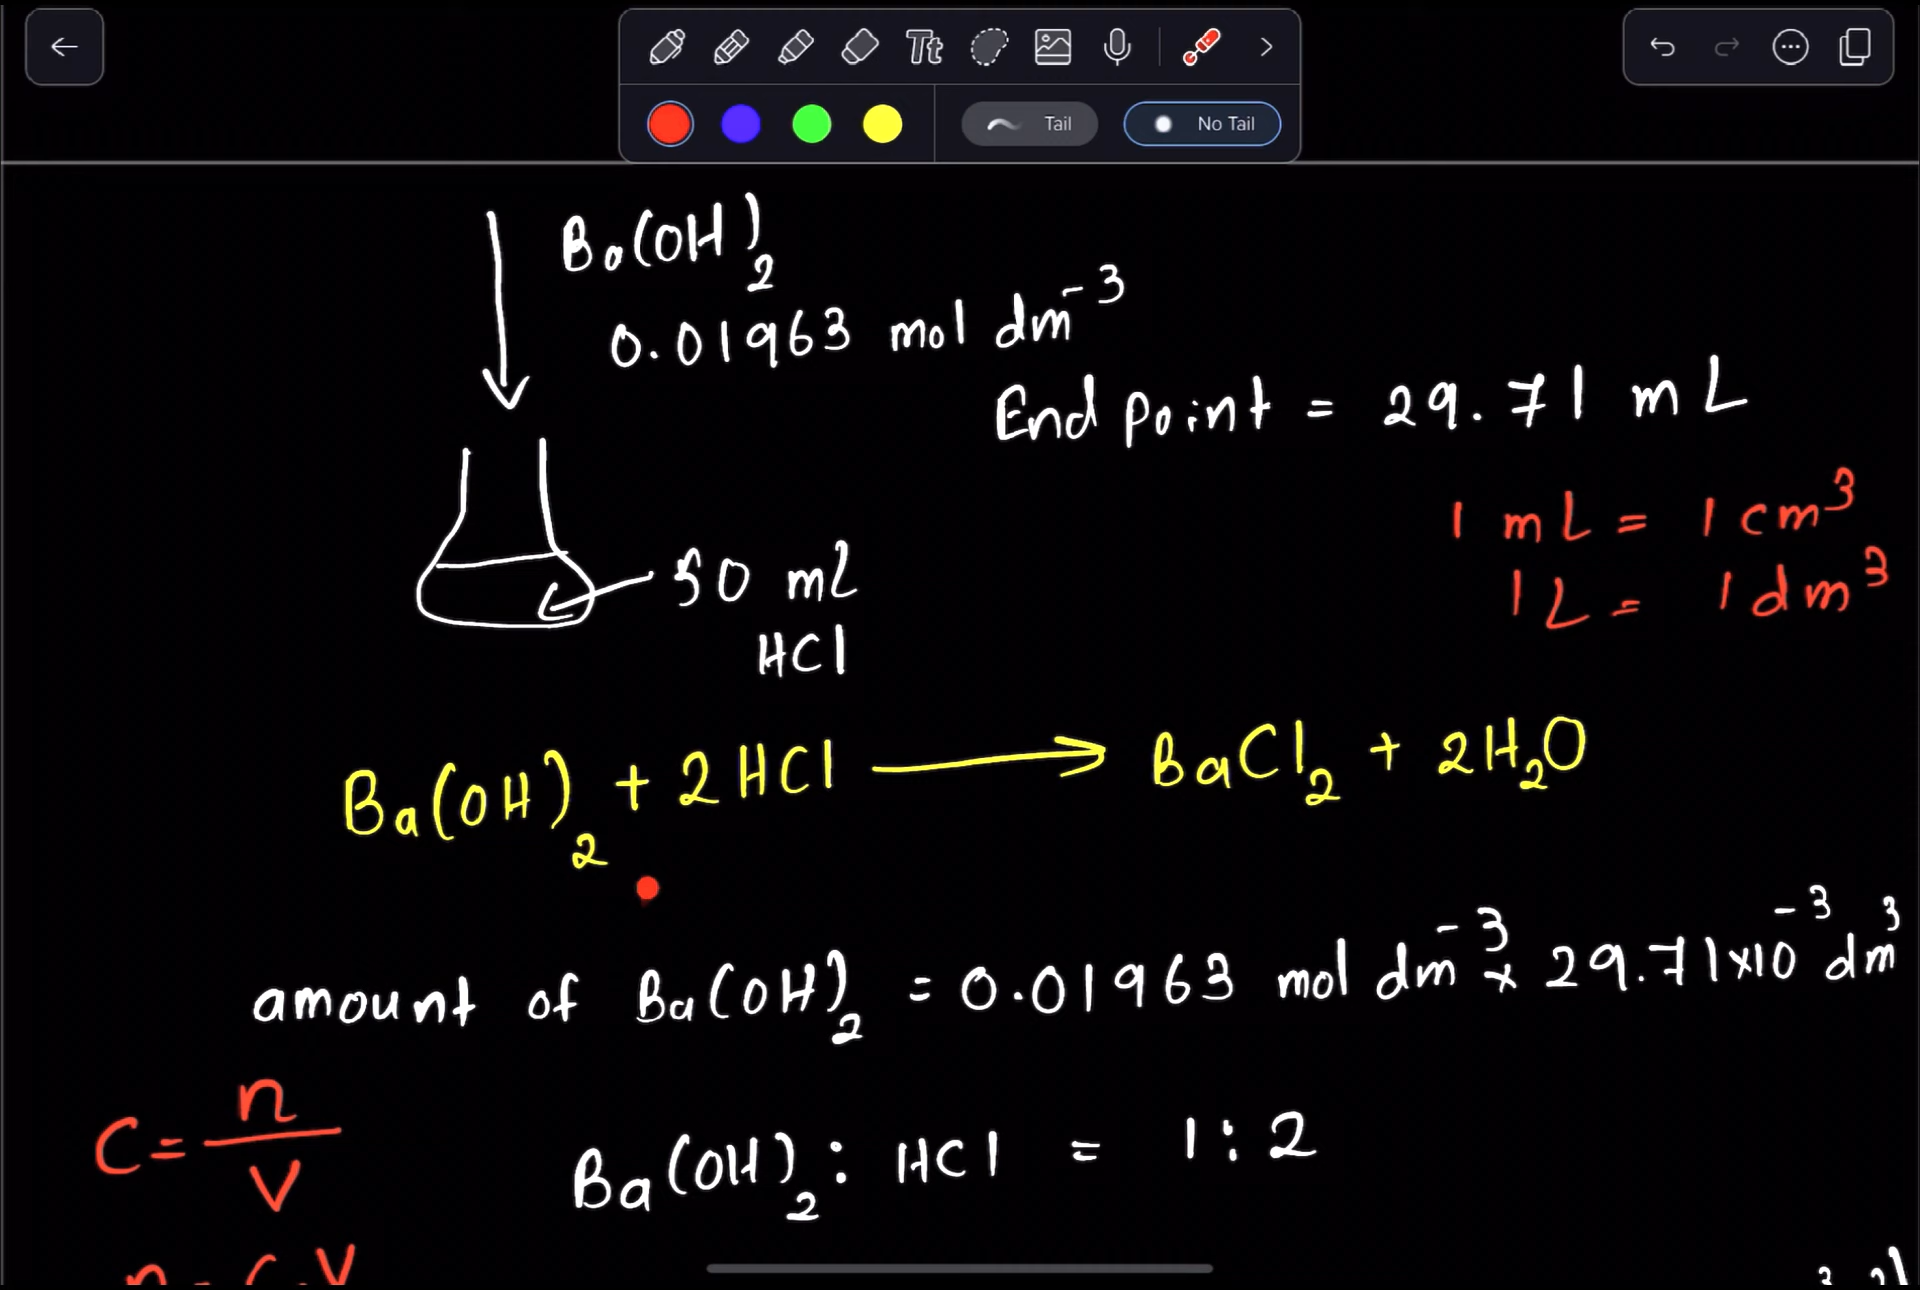 Tt
Tail
No Tail
Ba(OH)₂
0.01963 mol dm⁻³
End point = 29.71 mL
1 mL = 1 cm³
1 L = 1 dm³
50 mL
HCl
Ba(OH)₂ + 2HCl ⟶ BaCl₂ + 2H₂O
amount of Ba(OH)₂ = 0.01963 mol dm⁻³ × 29.71×10⁻³ dm³
C = n/V
Ba(OH)₂ : HCl = 1 : 2
n = C.V